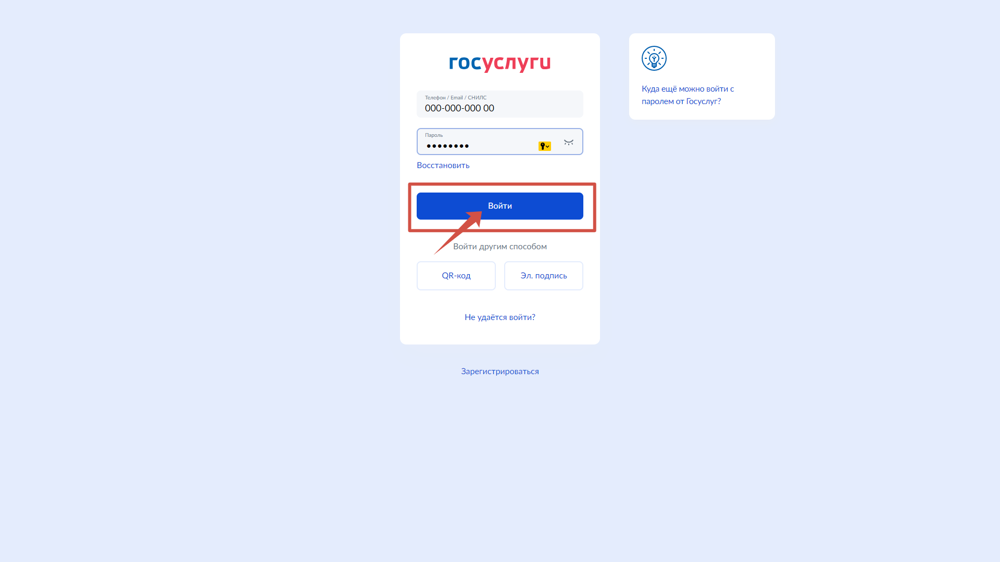 госуслуги
Телефон / Email / СНИЛС
000-000-000 00
Пароль
••••••••
Восстановить
Войти
Войти другим способом
QR-код
Эл. подпись
Не удаётся войти?
Зарегистрироваться
Куда ещё можно войти с
паролем от Госуслуг?